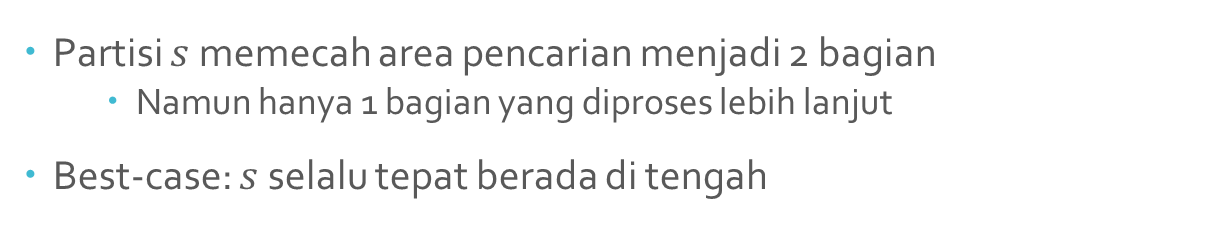 • Partisi s memecah area pencarian menjadi 2 bagian
• Namun hanya 1 bagian yang diproses lebih lanjut
• Best-case: s selalu tepat berada di tengah